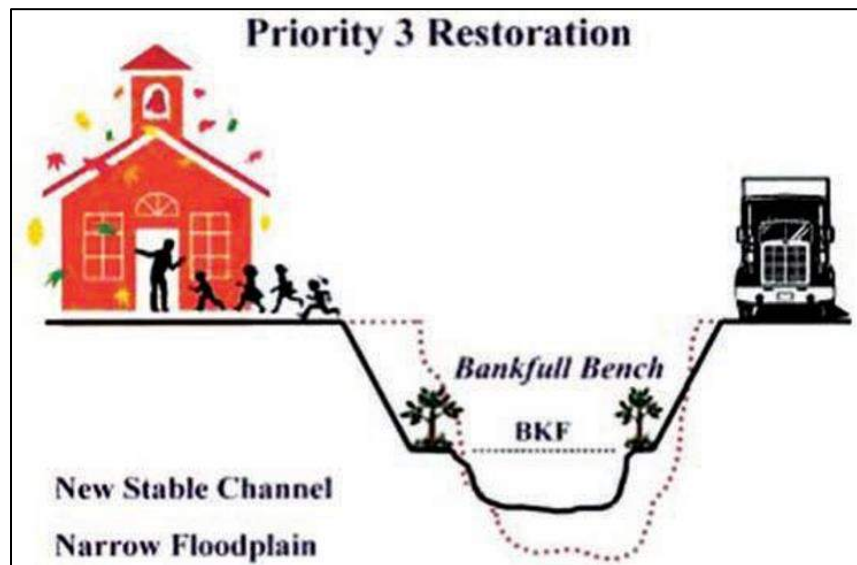 Priority 3 Restoration
Bankfull Bench
BKF
New Stable Channel
Narrow Floodplain